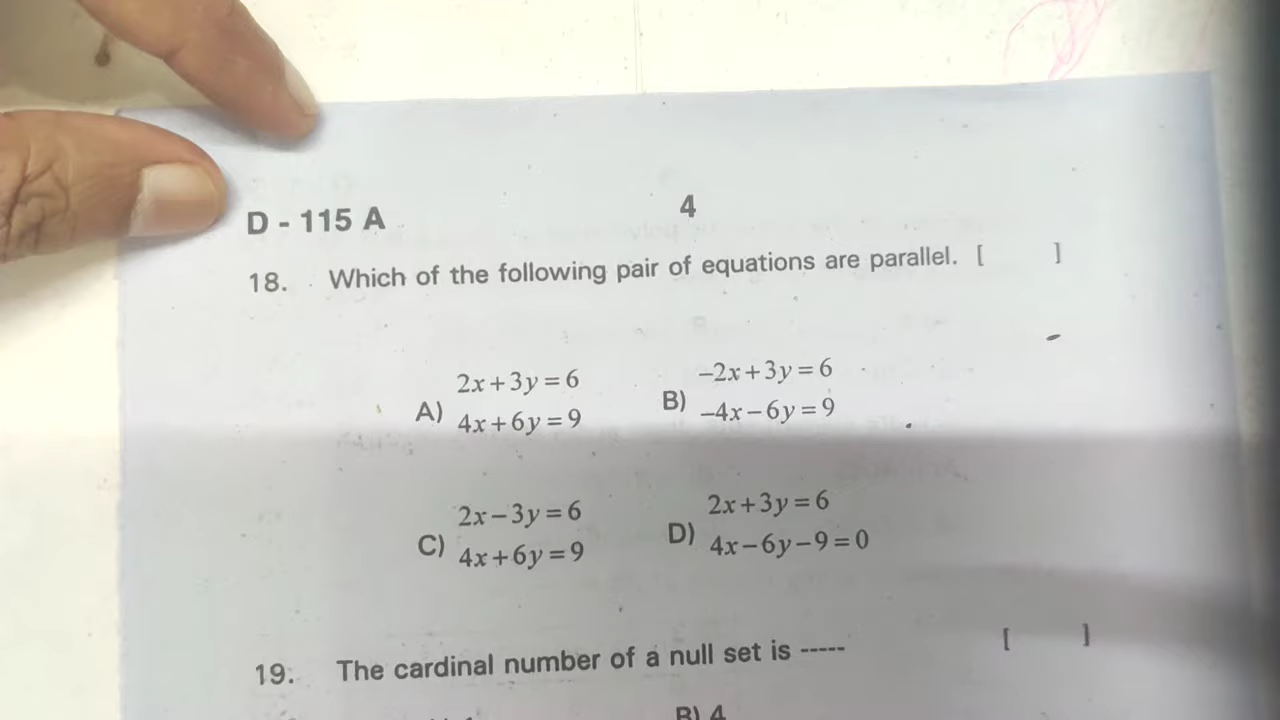 D - 115 A 4
18. Which of the following pair of equations are parallel. [ ]
A) 2x+3y=6
4x+6y=9
B) –2x+3y=6
–4x–6y=9
C) 2x–3y=6
4x+6y=9
D) 2x+3y=6
4x–6y–9=0
19. The cardinal number of a null set is ----- [ ]
B) 4